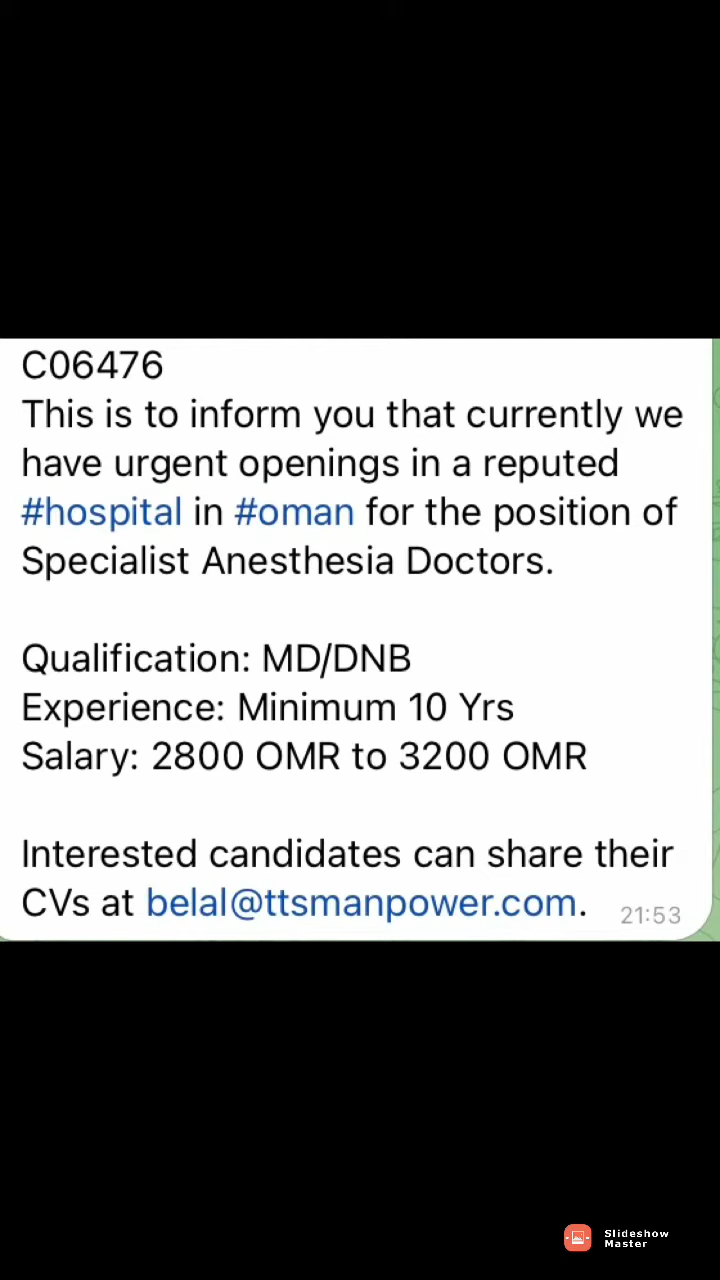 C06476
This is to inform you that currently we
have urgent openings in a reputed
#hospital in #oman for the position of
Specialist Anesthesia Doctors.
Qualification: MD/DNB
Experience: Minimum 10 Yrs
Salary: 2800 OMR to 3200 OMR
Interested candidates can share their
CVs at belal@ttsmanpower.com.
21:53
Slideshow
Master